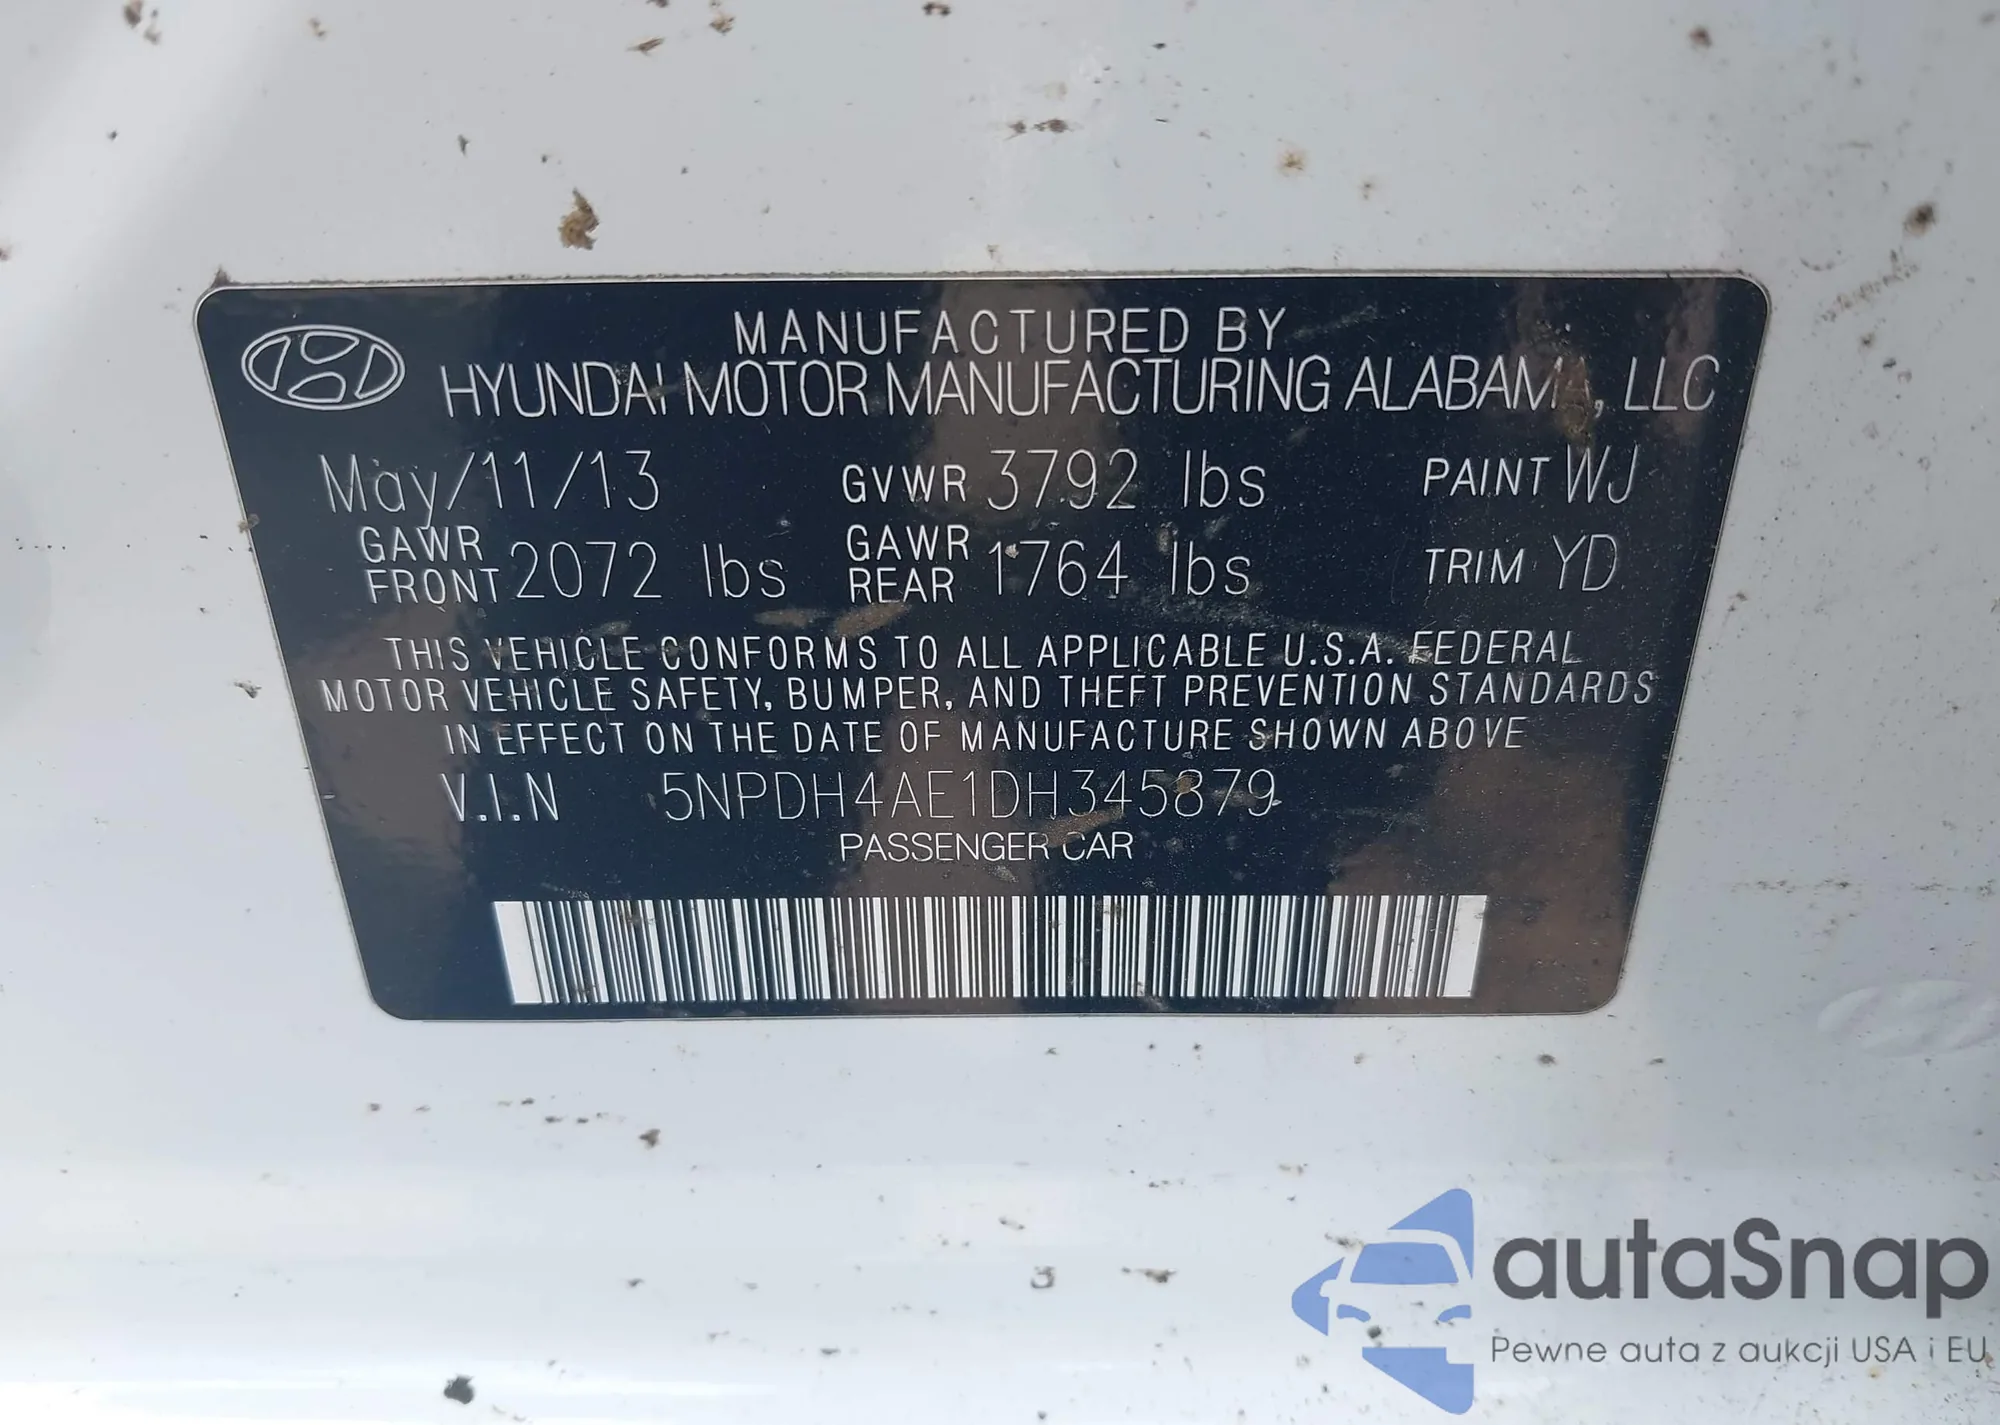 MANUFACTURED BY
HYUNDAI MOTOR MANUFACTURING ALABAMA, LLC
May/11/13 GVWR 3792 lbs PAINT WJ
GAWR FRONT 2072 lbs GAWR REAR 1764 lbs TRIM YD
THIS VEHICLE CONFORMS TO ALL APPLICABLE U.S.A. FEDERAL
MOTOR VEHICLE SAFETY, BUMPER, AND THEFT PREVENTION STANDARDS
IN EFFECT ON THE DATE OF MANUFACTURE SHOWN ABOVE
V.I.N 5NPDH4AE1DH345879
PASSENGER CAR
autaSnap
Pewne auta z aukcji USA i EU